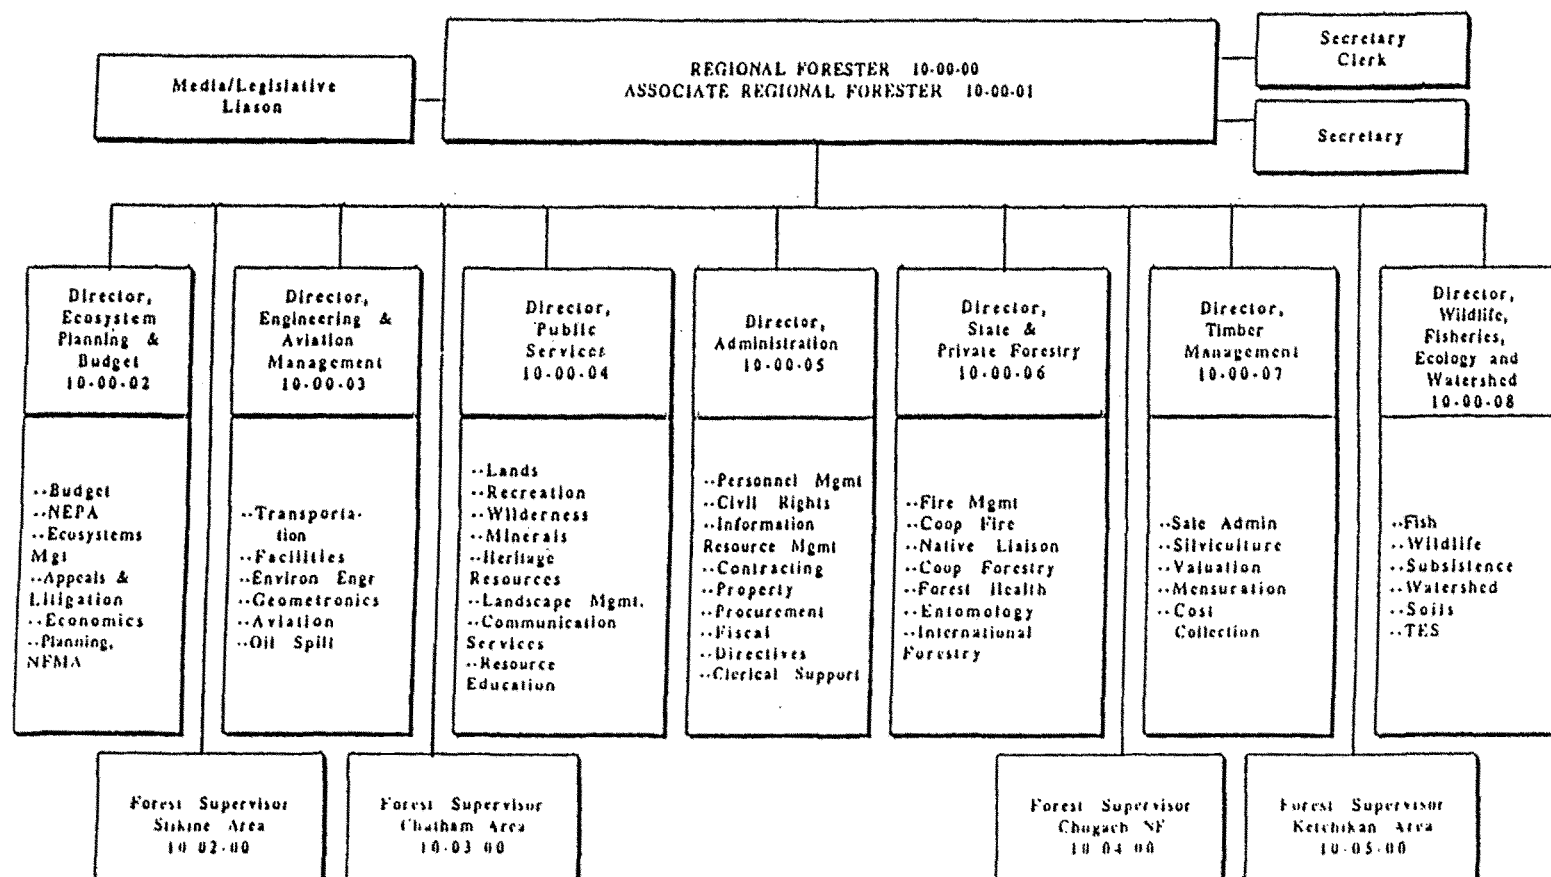 Media/Legislative
Liason
REGIONAL FORESTER 10-00-00
ASSOCIATE REGIONAL FORESTER 10-00-01
Secretary
Clerk
Secretary
Director,
Ecosystem
Planning &
Budget
10-00-02
Director,
Engineering &
Aviation
Management
10-00-03
Director,
Public
Services
10-00-04
Director,
Administration
10-00-05
Director,
State &
Private Forestry
10-00-06
Director,
Timber
Management
10-00-07
Director,
Wildlife,
Fisheries,
Ecology and
Watershed
10-00-08
--Budget
--NEPA
--Ecosystems
Mgt
--Appeals &
Litigation
--Economics
--Planning,
NFMA
--Transporta-
tion
--Facilities
--Environ Engr
--Geometronics
--Aviation
--Oil Spill
--Lands
--Recreation
--Wilderness
--Minerals
--Heritage
Resources
--Landscape Mgmt.
--Communication
Services
--Resource
Education
--Personnel Mgmt
--Civil Rights
--Information
Resource Mgmt
--Contracting
--Property
--Procurement
--Fiscal
--Directives
--Clerical Support
--Fire Mgmt
--Coop Fire
--Native Liaison
--Coop Forestry
--Forest Health
--Entomology
--International
Forestry
--Sale Admin
--Silviculture
--Valuation
--Mensuration
--Cost
Collection
--Fish
--Wildlife
--Subsistence
--Watershed
--Soils
--TES
Forest Supervisor
Stikine Area
10-02-00
Forest Supervisor
Chatham Area
10-03-00
Forest Supervisor
Chugach NF
10-04-00
Forest Supervisor
Ketchikan Area
10-05-00